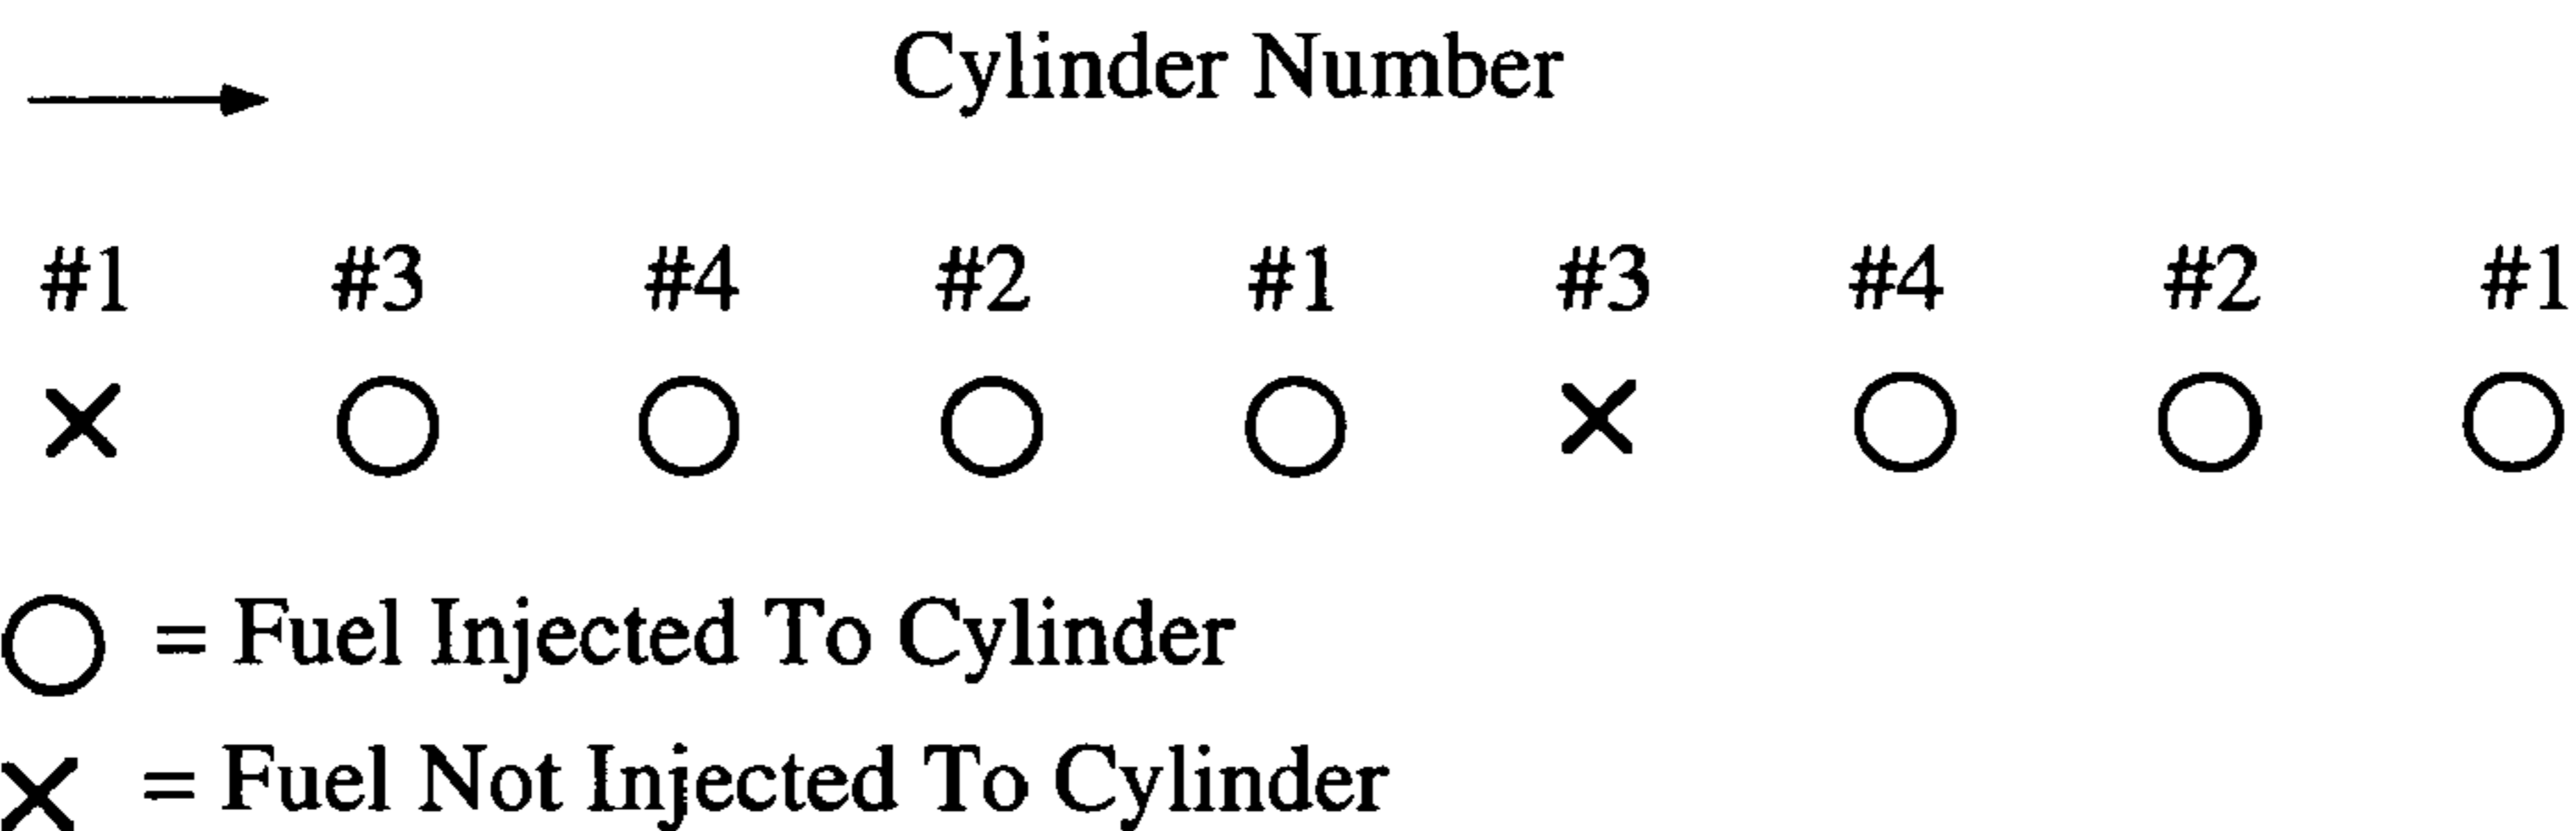 Cylinder Number
#1 #3 #4 #2 #1 #3 #4 #2 #1
= Fuel Injected To Cylinder
= Fuel Not Injected To Cylinder